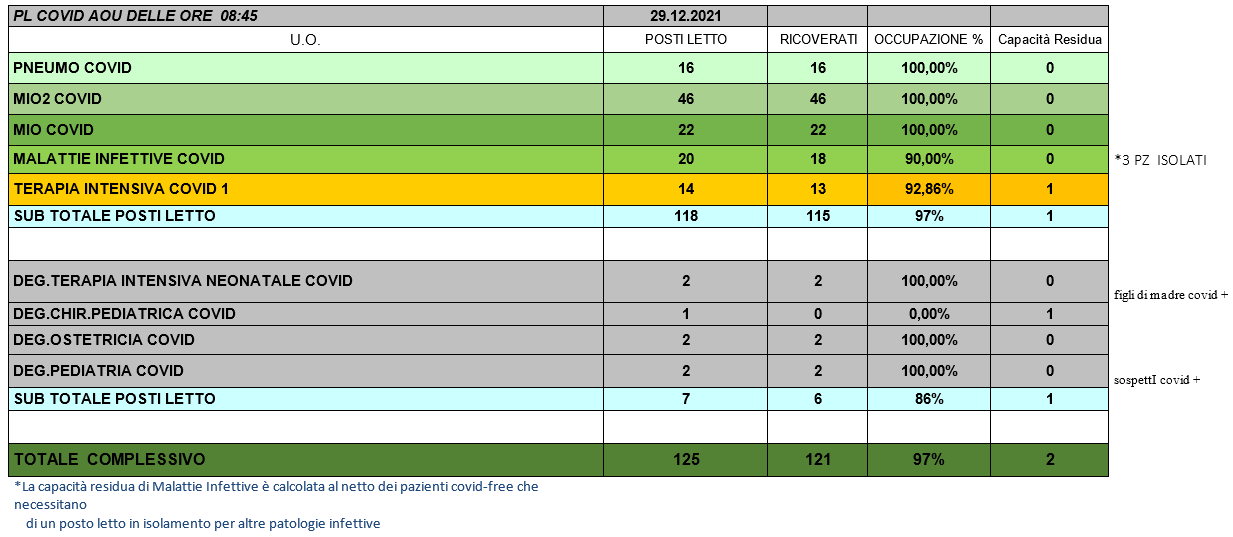 PL COVID AOU DELLE ORE 08:45 29.12.2021
U.O. POSTI LETTO RICOVERATI OCCUPAZIONE % Capacità Residua
PNEUMO COVID 16 16 100,00% 0
MIO2 COVID 46 46 100,00% 0
MIO COVID 22 22 100,00% 0
MALATTIE INFETTIVE COVID 20 18 90,00% 0 *3 PZ ISOLATI
TERAPIA INTENSIVA COVID 1 14 13 92,86% 1
SUB TOTALE POSTI LETTO 118 115 97% 1
DEG.TERAPIA INTENSIVA NEONATALE COVID 2 2 100,00% 0 figli di madre covid +
DEG.CHIR.PEDIATRICA COVID 1 0 0,00% 1
DEG.OSTETRICIA COVID 2 2 100,00% 0
DEG.PEDIATRIA COVID 2 2 100,00% 0 sospettI covid +
SUB TOTALE POSTI LETTO 7 6 86% 1
TOTALE COMPLESSIVO 125 121 97% 2
*La capacità residua di Malattie Infettive è calcolata al netto dei pazienti covid-free che
necessitano
di un posto letto in isolamento per altre patologie infettive